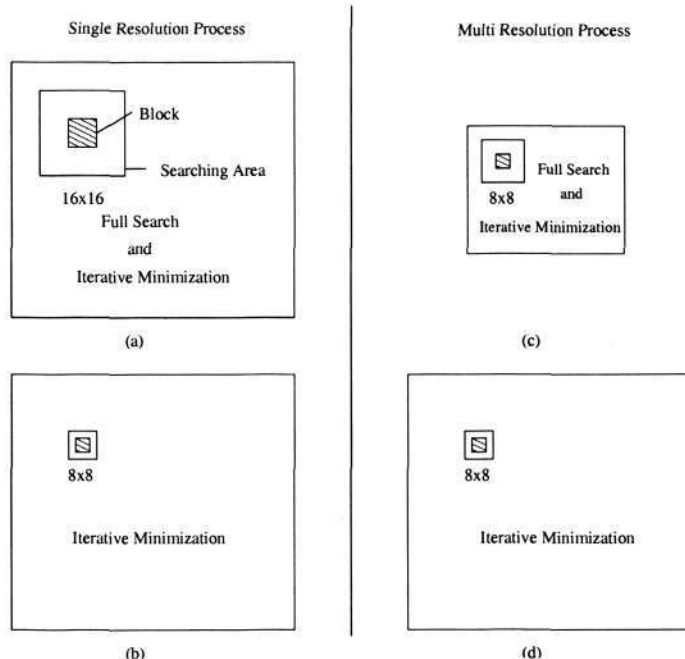 Single Resolution Process
Block
Searching Area
16x16
Full Search
and
Iterative Minimization
(a)
8x8
Iterative Minimization
(b)
Multi Resolution Process
Full Search
8x8
and
Iterative Minimization
(c)
8x8
Iterative Minimization
(d)